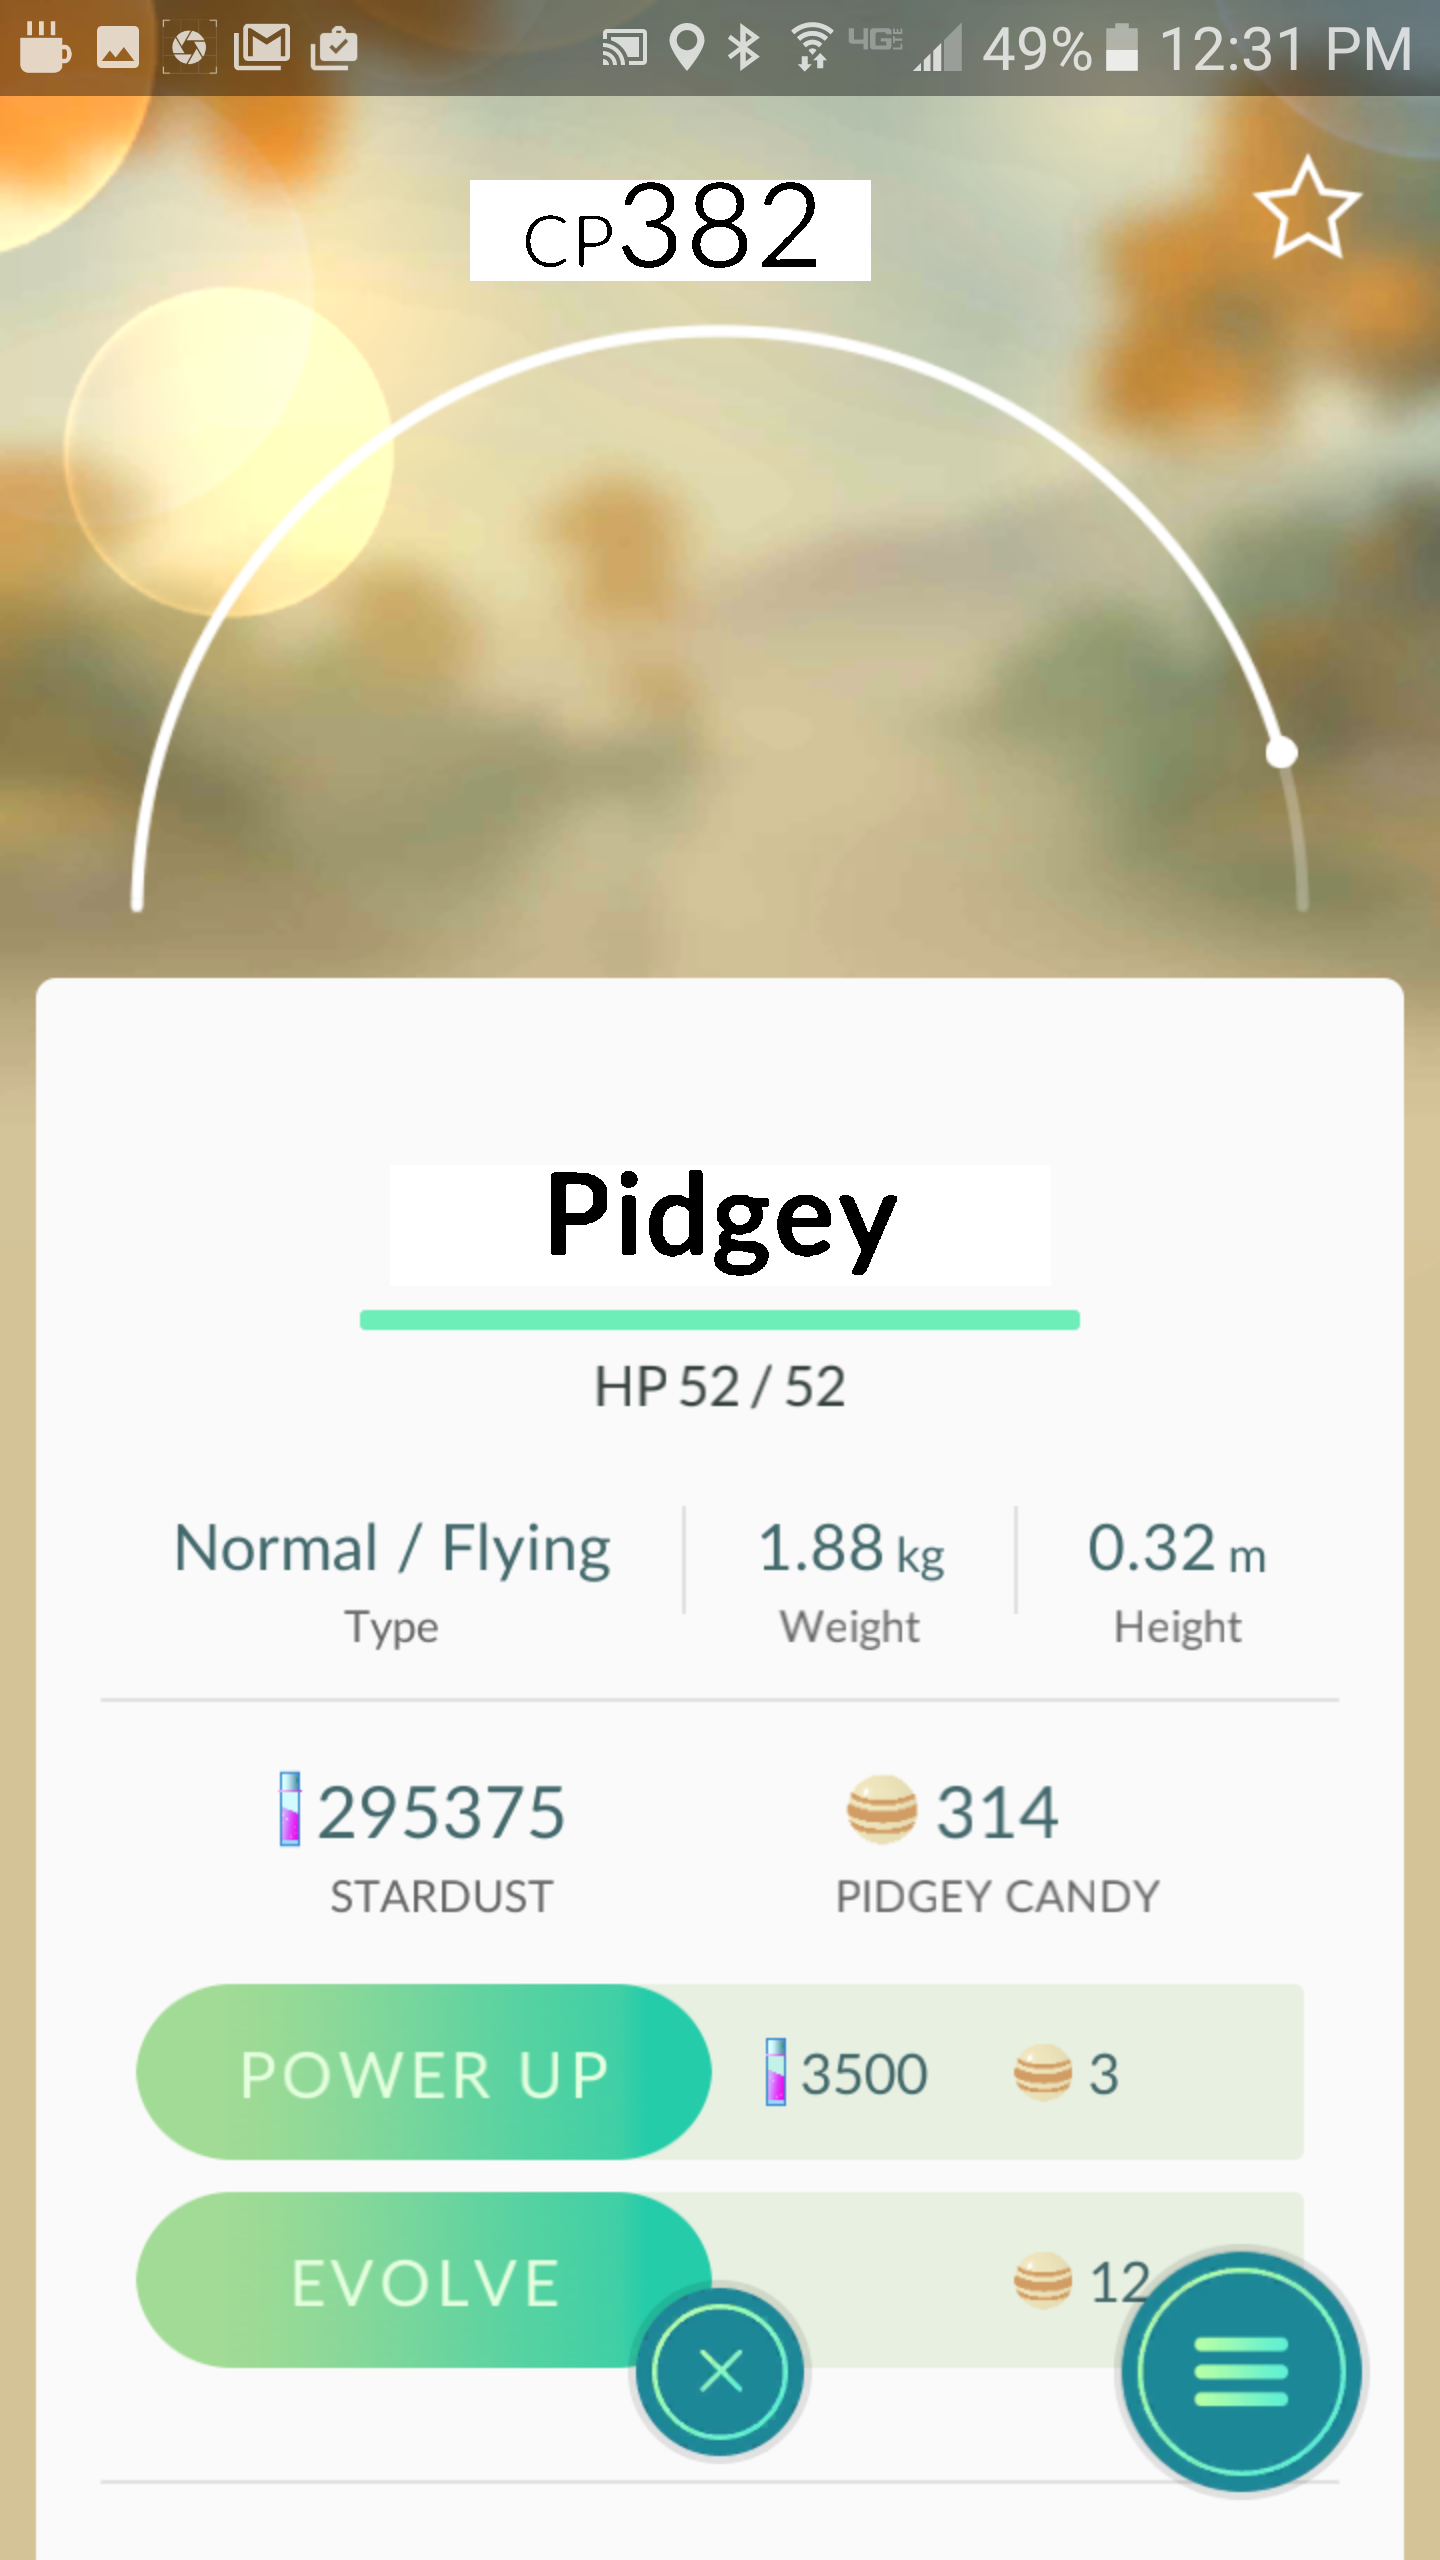 4G LTE 49% 12:31 PM
CP382
Pidgey
HP 52 / 52
Normal / Flying 1.88 kg 0.32 m
Type Weight Height
295375 314
STARDUST PIDGEY CANDY
POWER UP 3500 3
EVOLVE 12